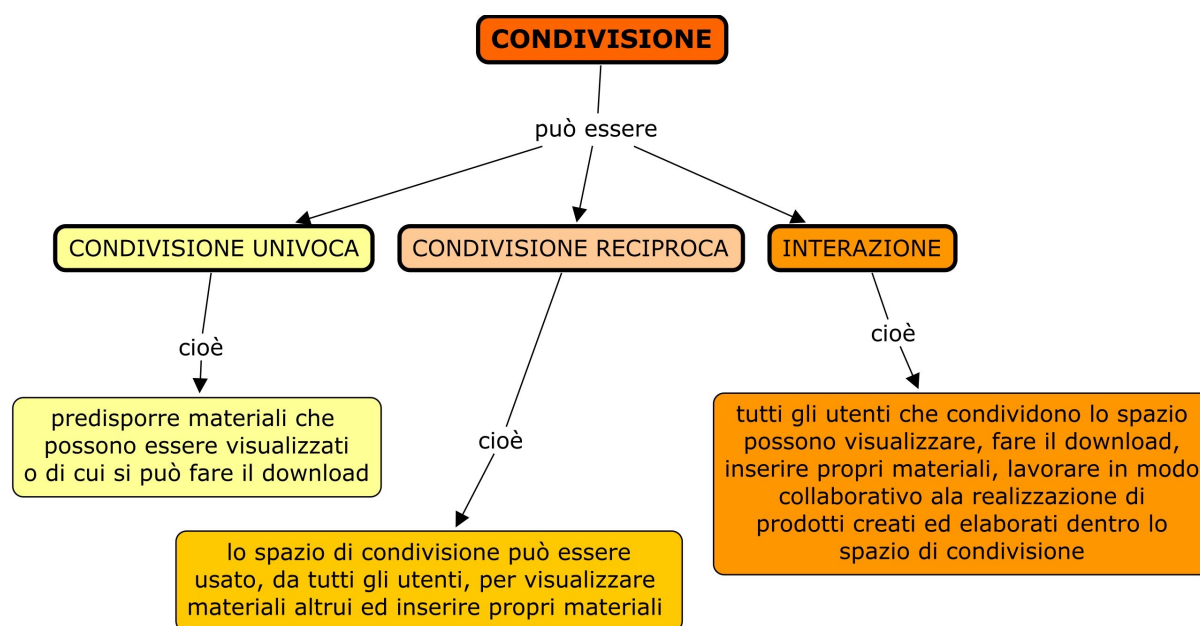 CONDIVISIONE
può essere
CONDIVISIONE UNIVOCA
CONDIVISIONE RECIPROCA
INTERAZIONE
cioè
predisporre materiali che
possono essere visualizzati
o di cui si può fare il download
cioè
lo spazio di condivisione può essere
usato, da tutti gli utenti, per visualizzare
materiali altrui ed inserire propri materiali
cioè
tutti gli utenti che condividono lo spazio
possono visualizzare, fare il download,
inserire propri materiali, lavorare in modo
collaborativo ala realizzazione di
prodotti creati ed elaborati dentro lo
spazio di condivisione